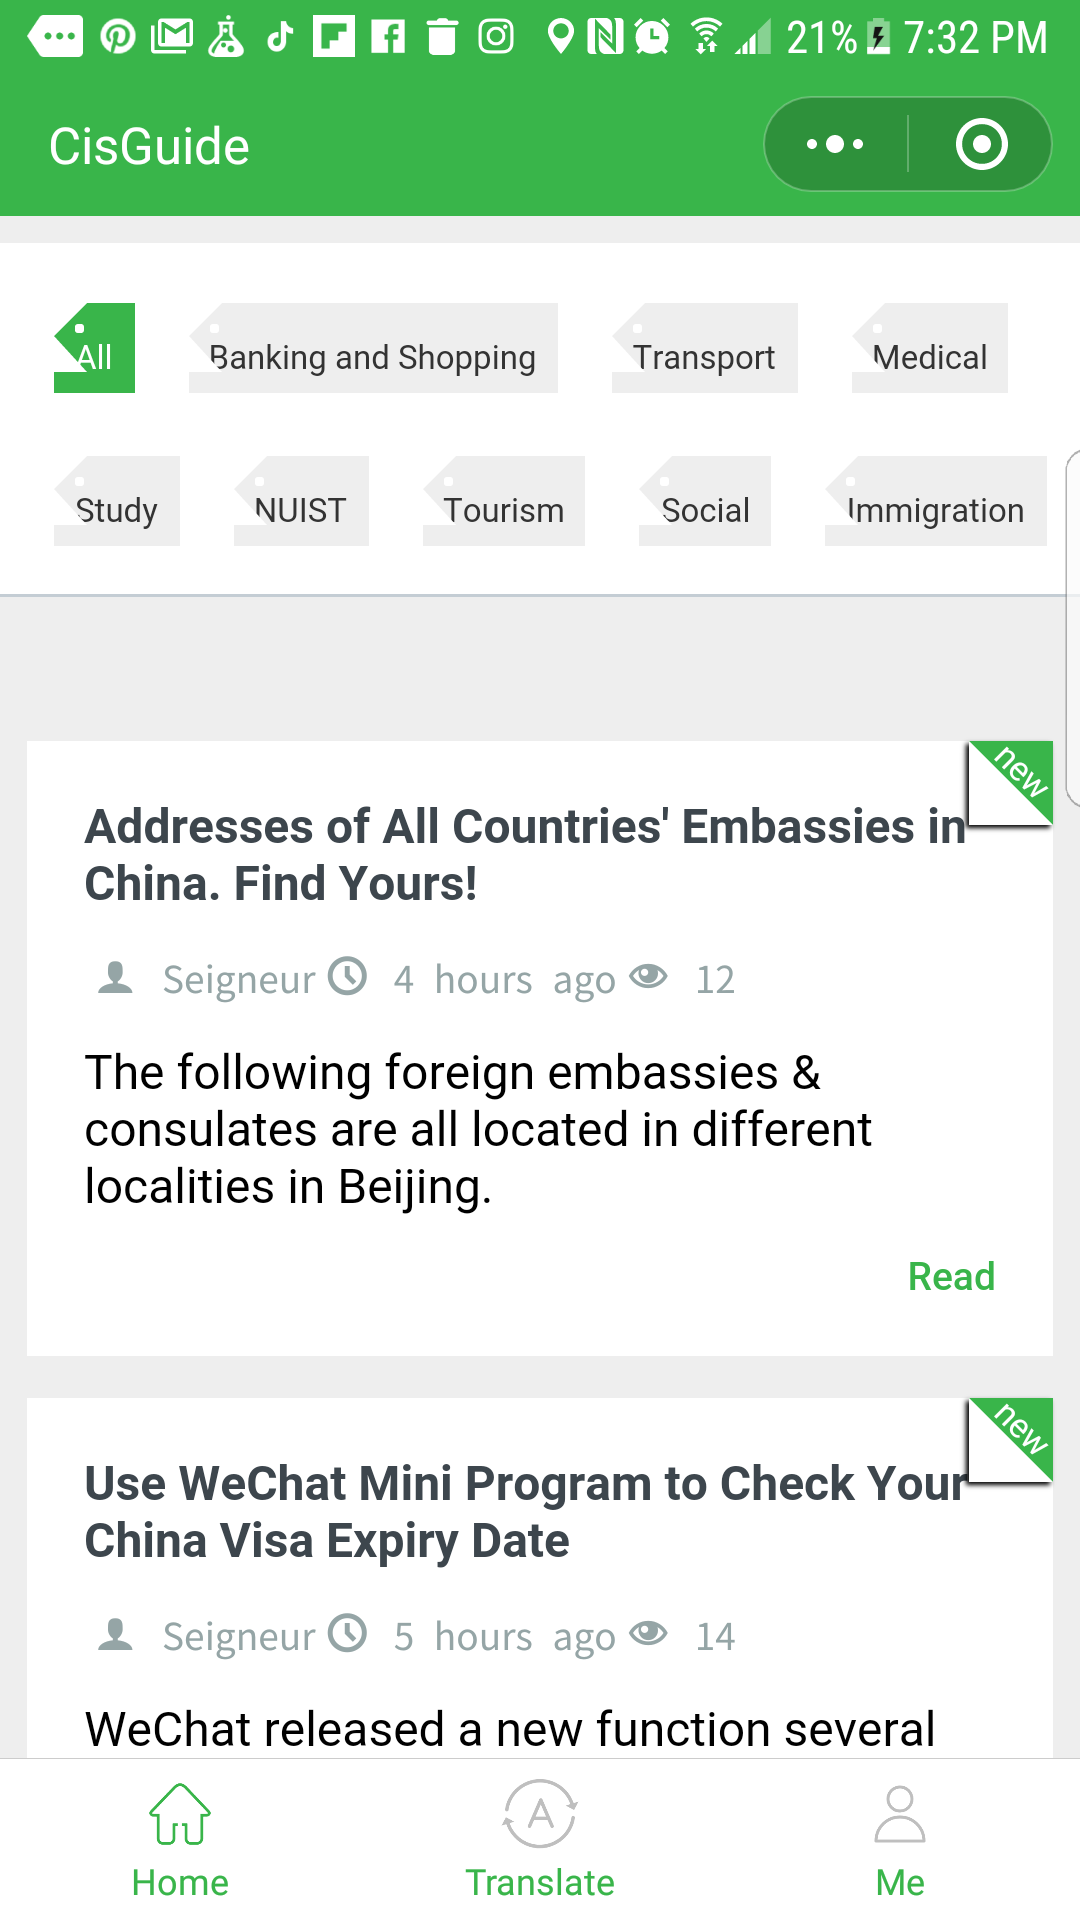 21% 7:32 PM
CisGuide
All Banking and Shopping Transport Medical
Study NUIST Tourism Social Immigration
new
Addresses of All Countries' Embassies in
China. Find Yours!
Seigneur 4 hours ago 12
The following foreign embassies &
consulates are all located in different
localities in Beijing.
Read
new
Use WeChat Mini Program to Check Your
China Visa Expiry Date
Seigneur 5 hours ago 14
WeChat released a new function several
Home Translate Me